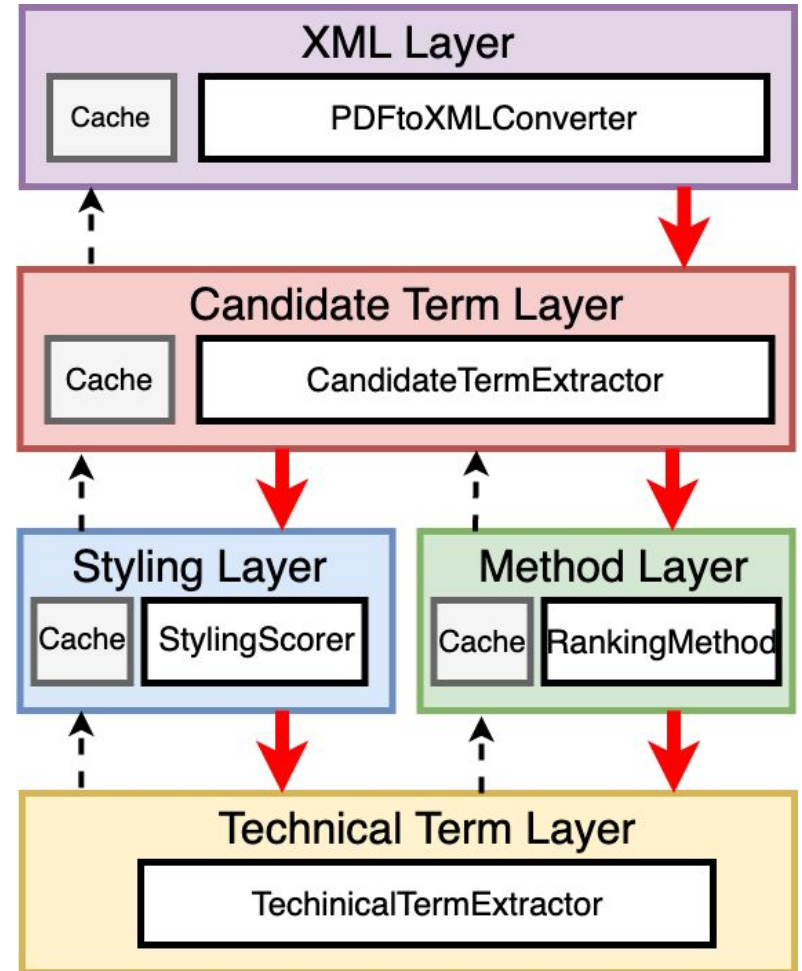 XML Layer
Cache
PDFtoXMLConverter
Candidate Term Layer
Cache
CandidateTermExtractor
Styling Layer
Cache
StylingScorer
Method Layer
Cache
RankingMethod
Technical Term Layer
TechinicalTermExtractor